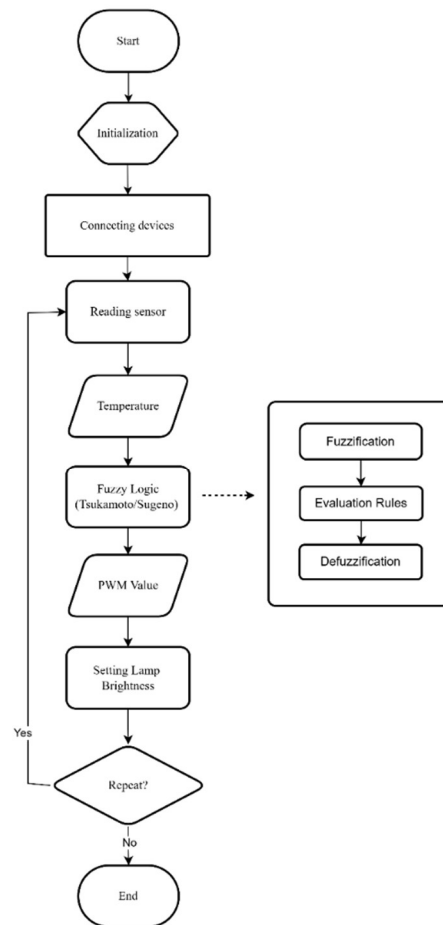 Start
Initialization
Connecting devices
Reading sensor
Temperature
Fuzzy Logic
(Tsukamoto/Sugeno)
Fuzzification
Evaluation Rules
Defuzzification
PWM Value
Setting Lamp
Brightness
Yes
Repeat?
No
End